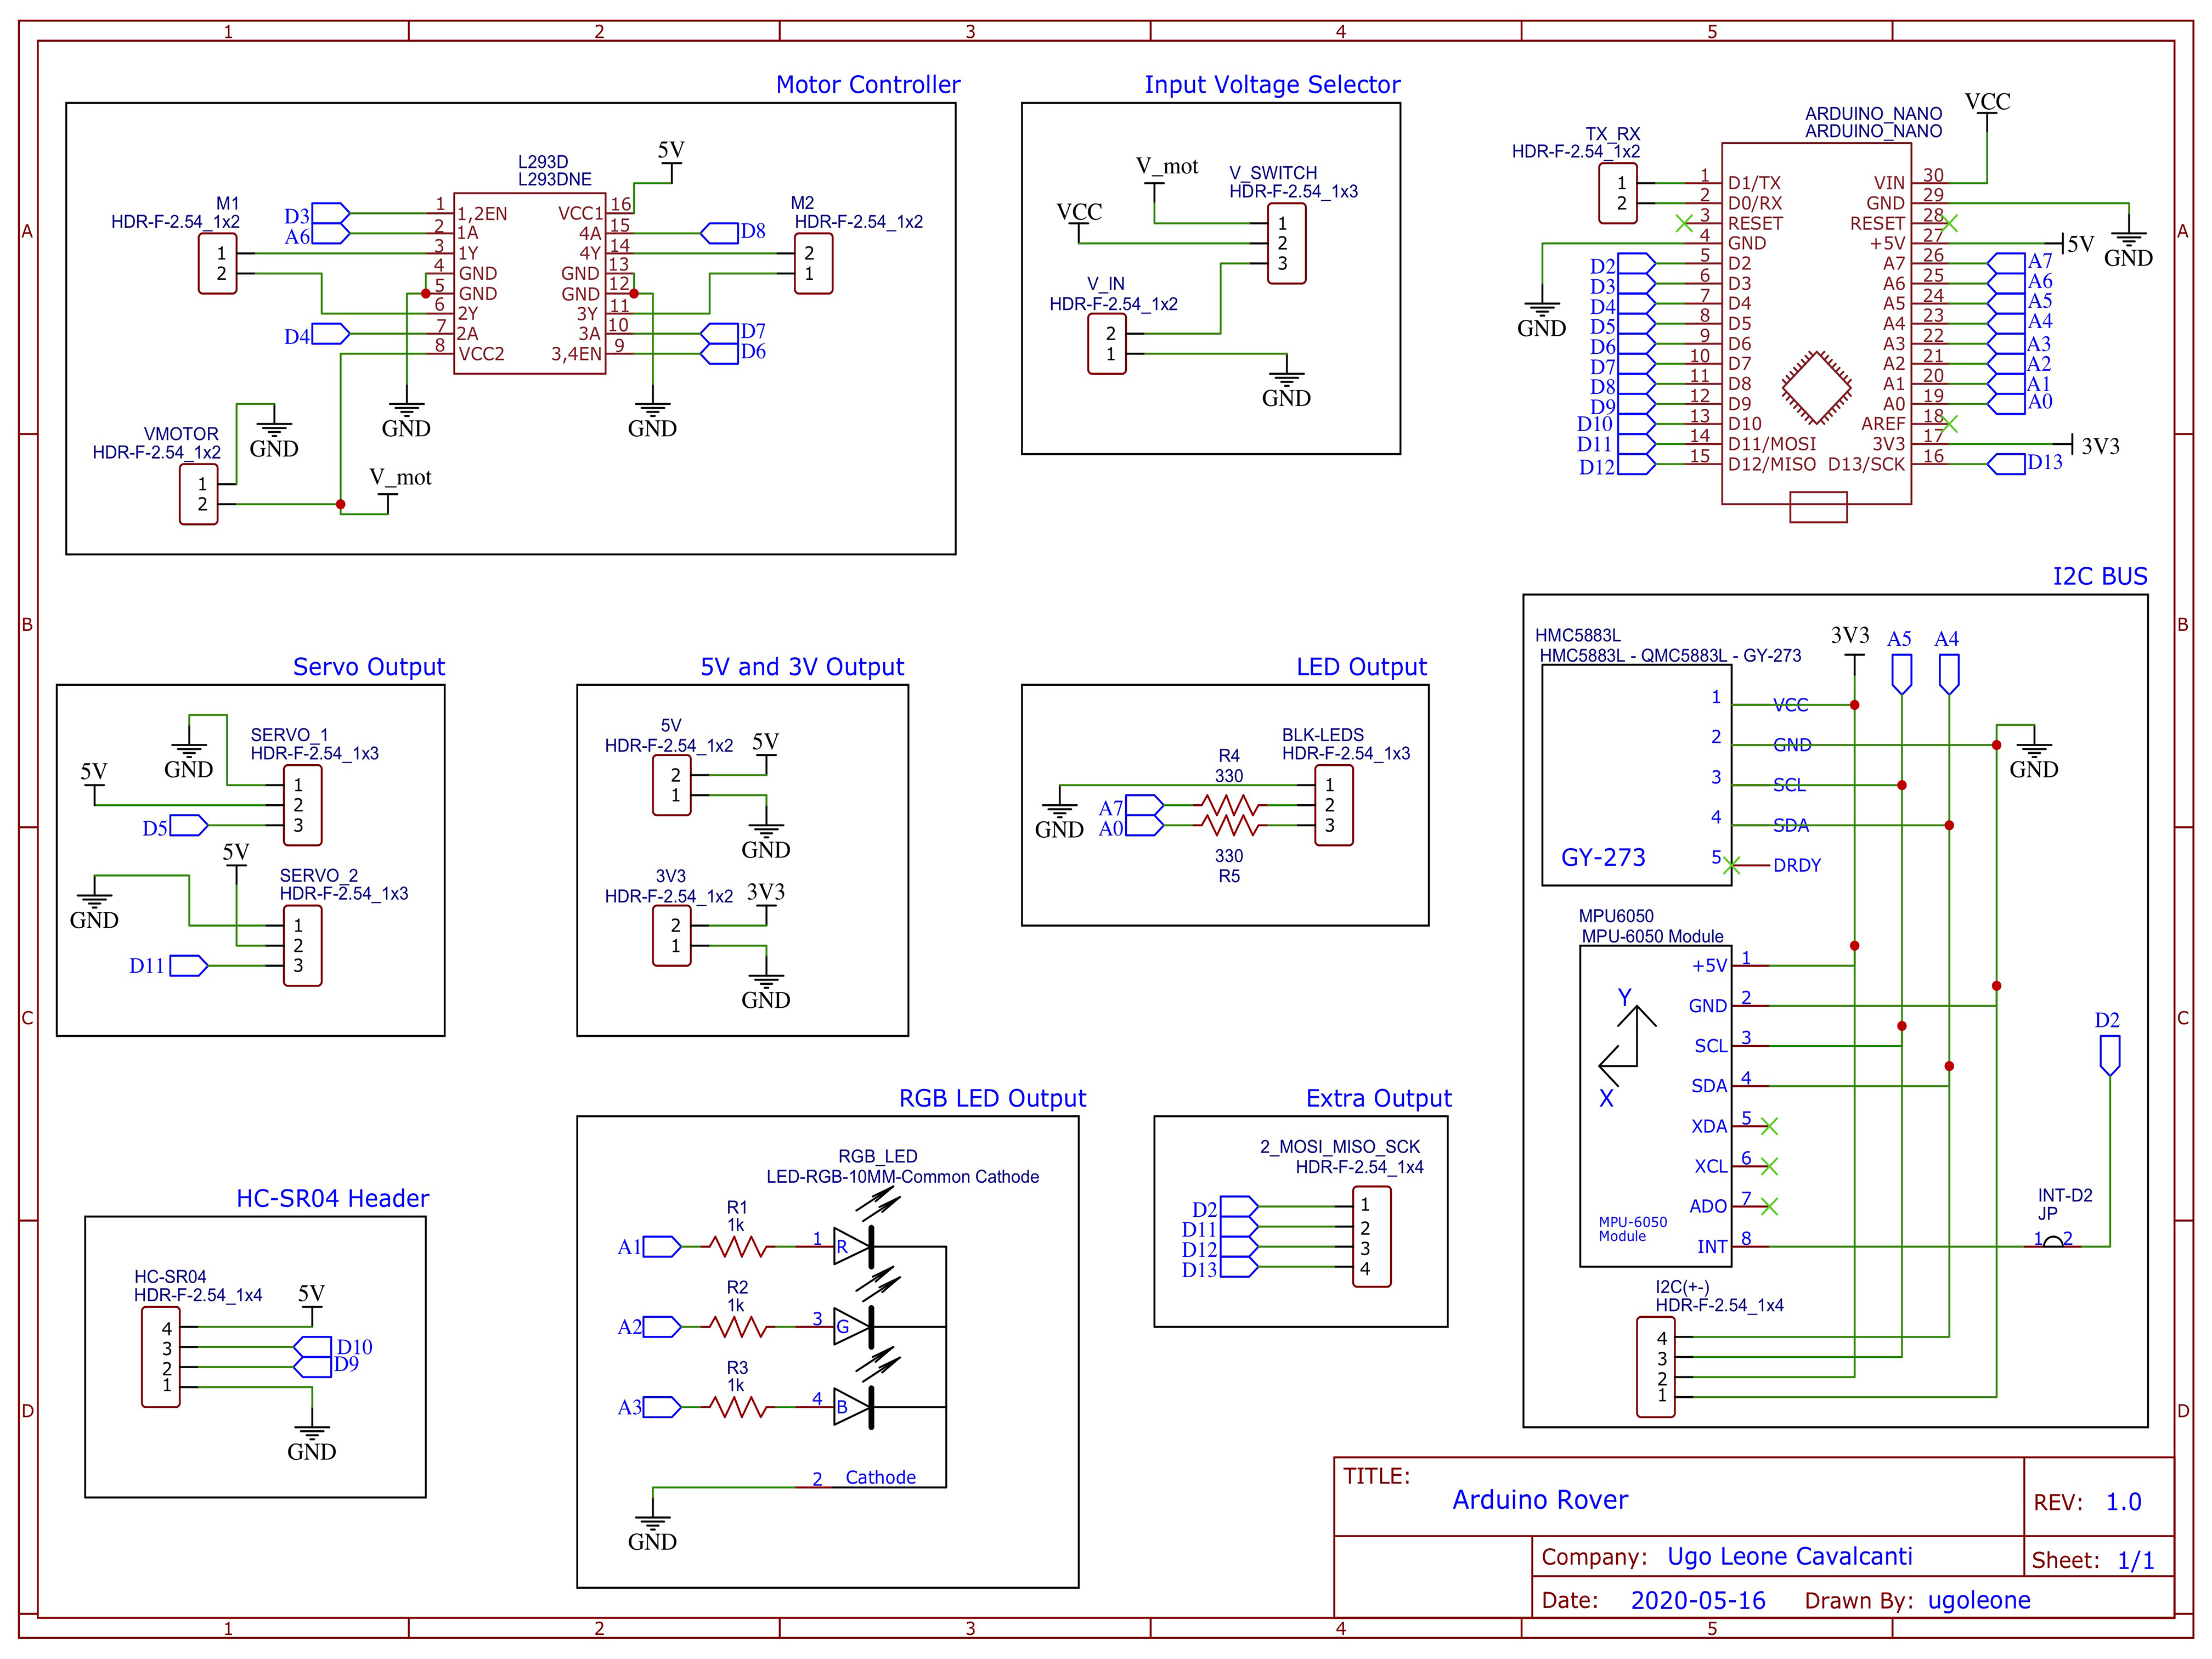 1 2 3 4 5
A
B
C
D
Motor Controller
L293D
L293DNE
5V
M1
HDR-F-2.54_1x2
1
2
D3
A6
D4
1 1,2EN
2 1A
3 1Y
4 GND
5 GND
6 2Y
7 2A
8 VCC2
VCC1 16
4A 15
4Y 14
GND 13
GND 12
3Y 11
3A 10
3,4EN 9
D8
D7
D6
M2
HDR-F-2.54_1x2
2
1
GND
GND
GND
VMOTOR
HDR-F-2.54_1x2
1
2
V_mot
Input Voltage Selector
V_mot
VCC
V_SWITCH
HDR-F-2.54_1x3
1
2
3
V_IN
HDR-F-2.54_1x2
2
1
GND
ARDUINO_NANO
ARDUINO_NANO
VCC
TX_RX
HDR-F-2.54_1x2
1
2
1 D1/TX
2 D0/RX
3 RESET
4 GND
D2 5 D2
D3 6 D3
D4 7 D4
D5 8 D5
D6 9 D6
D7 10 D7
D8 11 D8
D9 12 D9
D10 13 D10
D11 14 D11/MOSI
D12 15 D12/MISO
GND
VIN 30
GND 29
RESET 28
+5V 27 5V
A7 26 A7
A6 25 A6
A5 24 A5
A4 23 A4
A3 22 A3
A2 21 A2
A1 20 A1
A0 19 A0
AREF 18
3V3 17 3V3
D13/SCK 16 D13
GND
Servo Output
SERVO_1
HDR-F-2.54_1x3
GND
5V
D5
1
2
3
5V
SERVO_2
HDR-F-2.54_1x3
GND
D11
1
2
3
5V and 3V Output
5V
HDR-F-2.54_1x2
5V
2
1
GND
3V3
HDR-F-2.54_1x2
3V3
2
1
GND
LED Output
BLK-LEDS
HDR-F-2.54_1x3
R4
330
GND
A7
A0
1
2
3
330
R5
I2C BUS
HMC5883L
HMC5883L - QMC5883L - GY-273
3V3
A5
A4
1 VCC
2 GND
3 SCL
4 SDA
5 DRDY
GY-273
GND
MPU6050
MPU-6050 Module
+5V 1
GND 2
SCL 3
SDA 4
XDA 5
XCL 6
ADO 7
INT 8
Y
X
MPU-6050
Module
D2
INT-D2
JP
1 2
I2C(+-)
HDR-F-2.54_1x4
4
3
2
1
HC-SR04 Header
HC-SR04
HDR-F-2.54_1x4
5V
4
3 D10
2 D9
1
GND
RGB LED Output
RGB_LED
LED-RGB-10MM-Common Cathode
R1
1k
A1 1 R
R2
1k
A2 3 G
R3
1k
A3 4 B
2 Cathode
GND
Extra Output
2_MOSI_MISO_SCK
HDR-F-2.54_1x4
D2 1
D11 2
D12 3
D13 4
TITLE:
Arduino Rover
REV: 1.0
Company: Ugo Leone Cavalcanti
Sheet: 1/1
Date: 2020-05-16 Drawn By: ugoleone
A
B
C
D
1 2 3 4 5